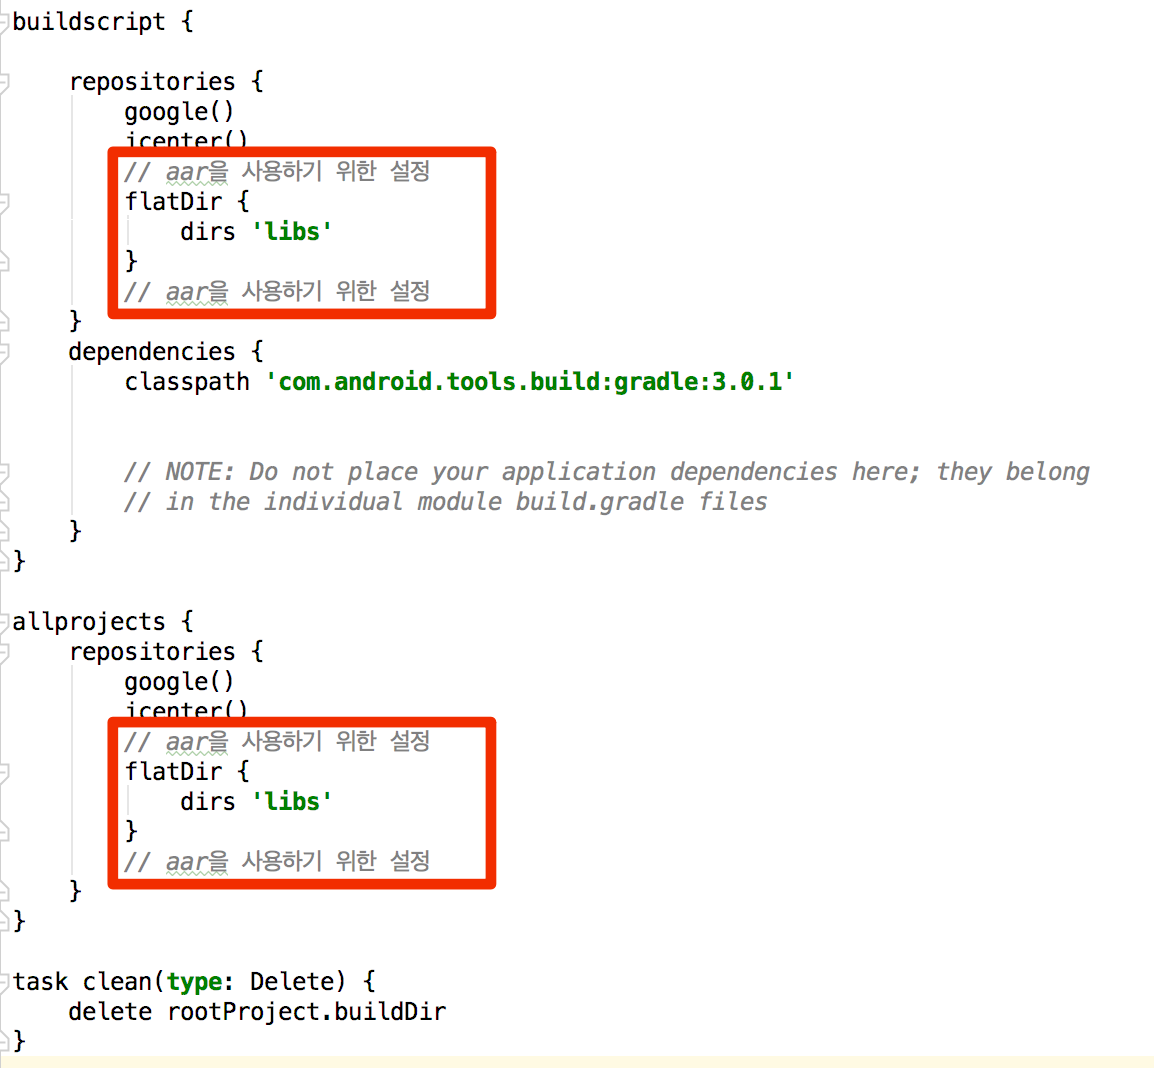 buildscript {
repositories {
google()
jcenter()
// aar을 사용하기 위한 설정
flatDir {
dirs 'libs'
}
// aar을 사용하기 위한 설정
}
dependencies {
classpath 'com.android.tools.build:gradle:3.0.1'
// NOTE: Do not place your application dependencies here; they belong
// in the individual module build.gradle files
}
}
allprojects {
repositories {
google()
jcenter()
// aar을 사용하기 위한 설정
flatDir {
dirs 'libs'
}
// aar을 사용하기 위한 설정
}
}
task clean(type: Delete) {
delete rootProject.buildDir
}